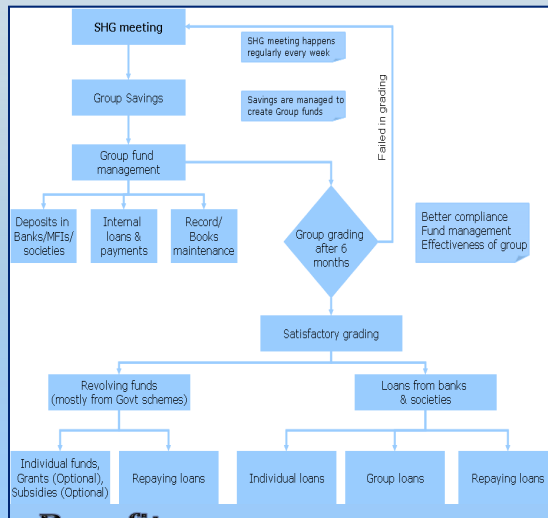 SHG meeting
SHG meeting happens
regularly every week
Failed in grading
Group Savings
Savings are managed to
create Group funds
Group fund
management
Deposits in
Banks/MFIs/
societies
Internal
loans &
payments
Record/
Books
maintenance
Group grading
after 6
months
Better compliance
Fund management
Effectiveness of group
Satisfactory grading
Revolving funds
(mostly from Govt schemes)
Loans from banks
& societies
Individual funds,
Grants (Optional),
Subsidies (Optional)
Repaying loans
Individual loans
Group loans
Repaying loans